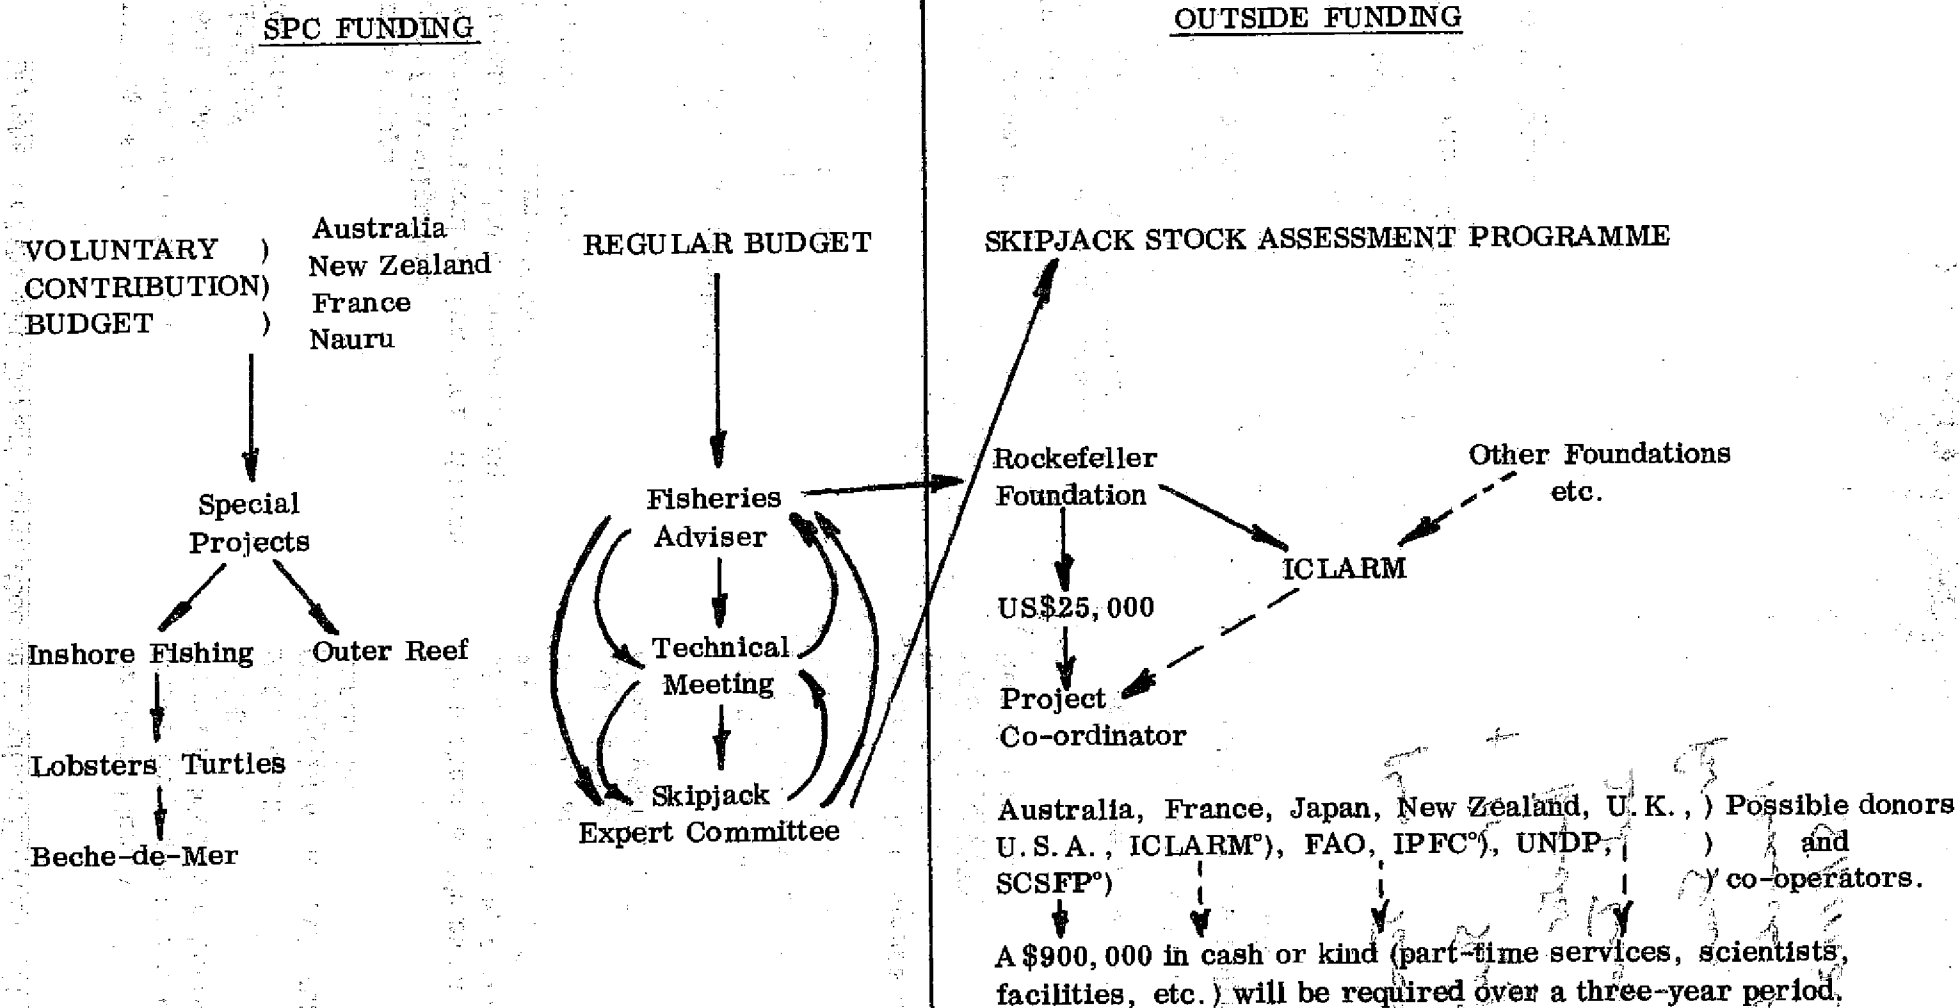 SPC FUNDING
OUTSIDE FUNDING
VOLUNTARY )
CONTRIBUTION)
BUDGET )
Australia
New Zealand
France
Nauru
REGULAR BUDGET
SKIPJACK STOCK ASSESSMENT PROGRAMME
Special
Projects
Inshore Fishing
Outer Reef
Lobsters Turtles
Beche-de-Mer
Fisheries
Adviser
Technical
Meeting
Skipjack
Expert Committee
Rockefeller
Foundation
Other Foundations
etc.
ICLARM
US$25,000
Project
Co-ordinator
Australia, France, Japan, New Zealand, U.K., ) Possible donors
U.S.A., ICLARM°), FAO, IPFC°), UNDP, ) and
SCSFP°) ) co-operators.
A$900,000 in cash or kind (part-time services, scientists,
facilities, etc.) will be required over a three-year period.